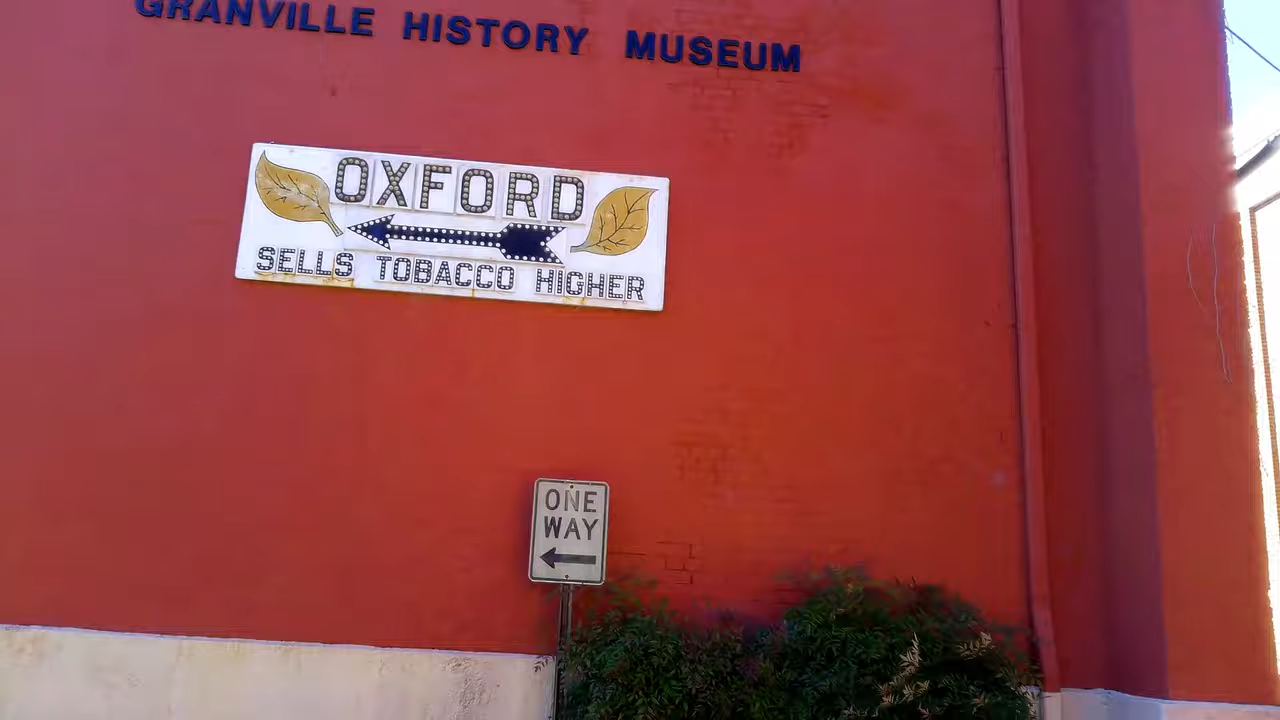 GRANVILLE HISTORY MUSEUM
OXFORD
SELLS TOBACCO HIGHER
ONE
WAY